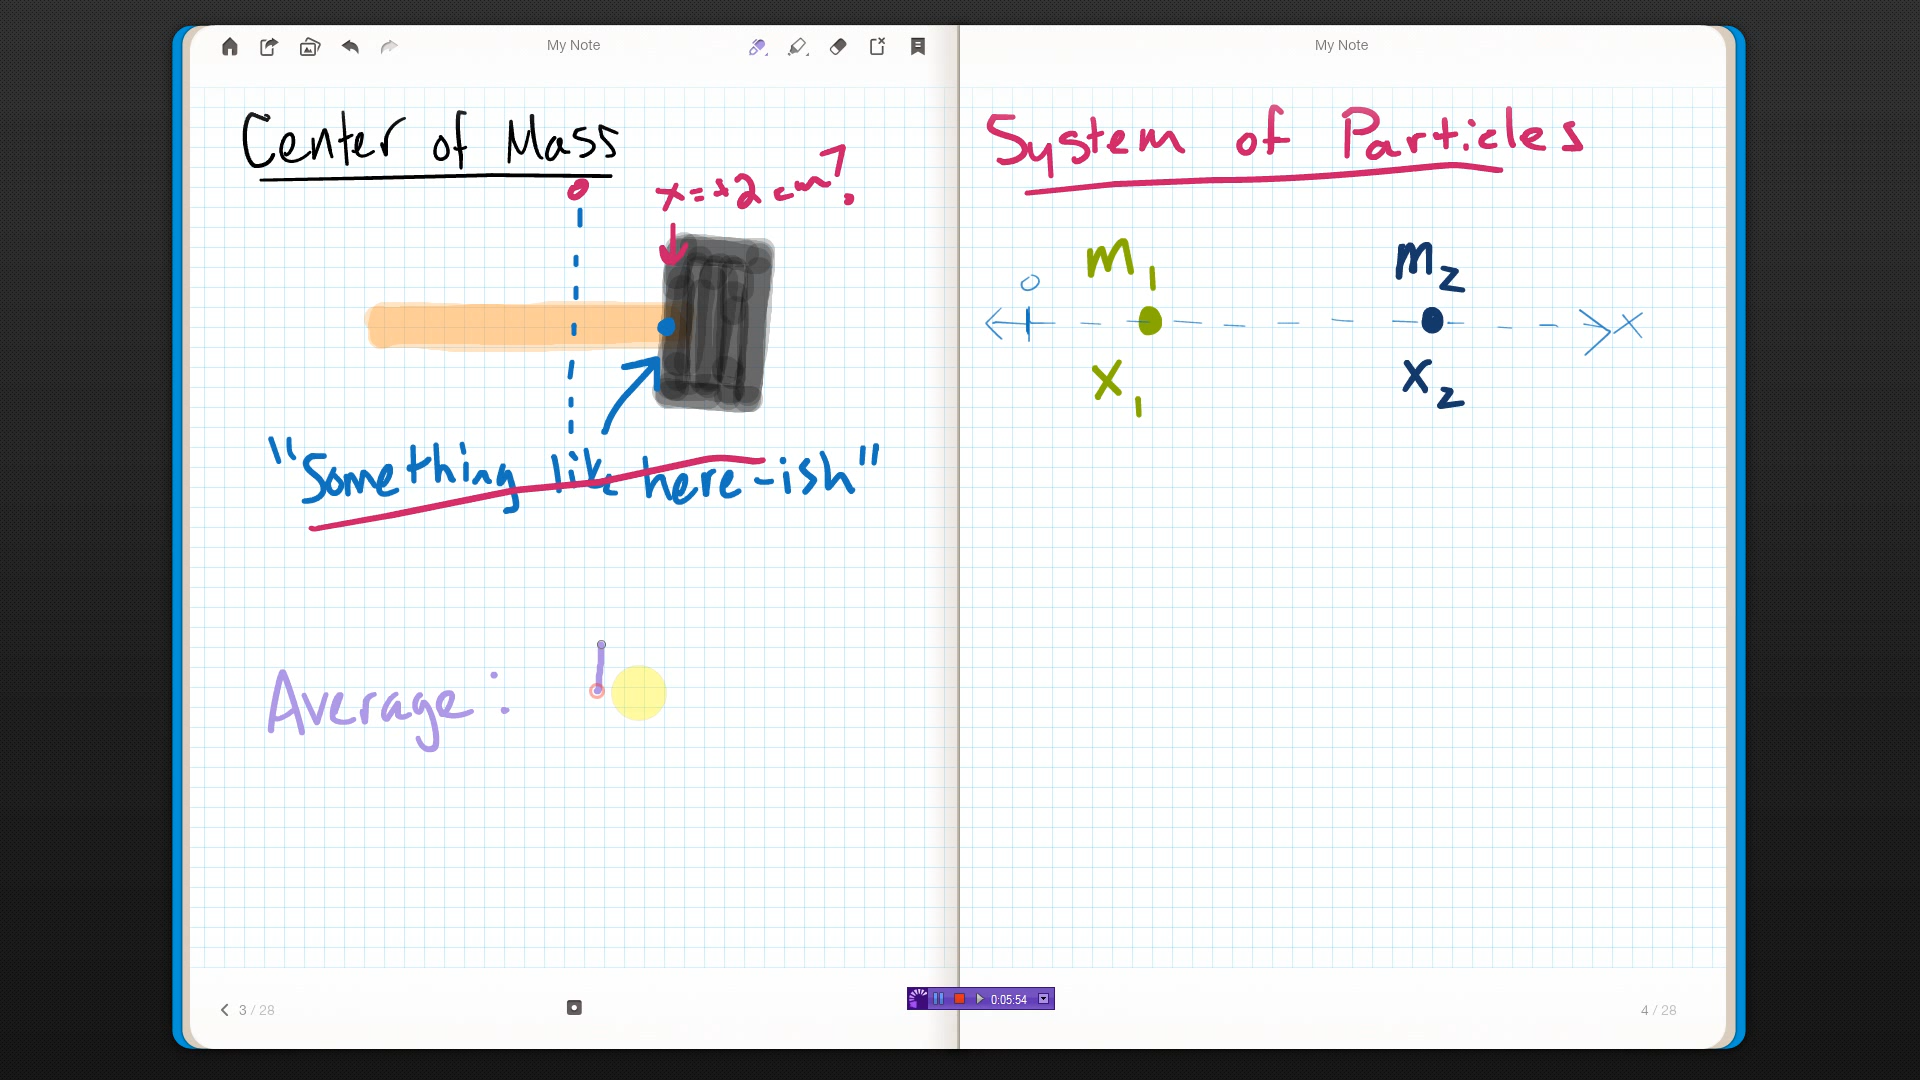 My Note
Center of Mass
x = +2 cm?
"Something like here-ish"
Average:
3 / 28
0:05:54
My Note
System of Particles
m1 m2
0
x
x1 x2
4 / 28